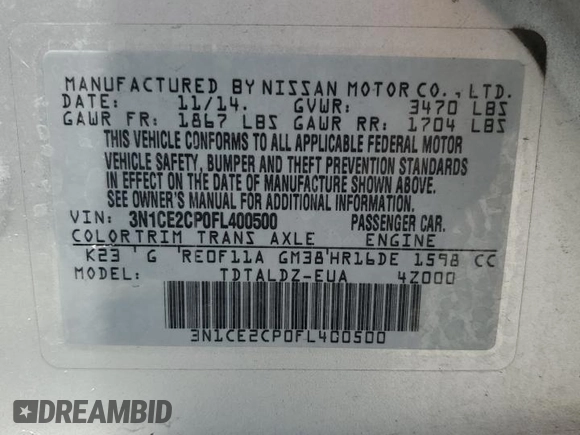 MANUFACTURED BY NISSAN MOTOR CO.,LTD.
DATE: 11/14. GVWR: 3470 LBS
GAWR FR: 1867 LBS GAWR RR: 1704 LBS
THIS VEHICLE CONFORMS TO ALL APPLICABLE FEDERAL MOTOR
VEHICLE SAFETY, BUMPER AND THEFT PREVENTION STANDARDS
IN EFFECT ON THE DATE OF MANUFACTURE SHOWN ABOVE.
SEE OWNER'S MANUAL FOR ADDITIONAL INFORMATION.
VIN: 3N1CE2CP0FL400500 PASSENGER CAR.
COLOR TRIM TRANS AXLE ENGINE
K23 'G 'RE0F11A GM38'HR16DE 1598 CC
MODEL: TDTALDZ-EUA 4Z000
3N1CE2CP0FL400500
DREAMBID